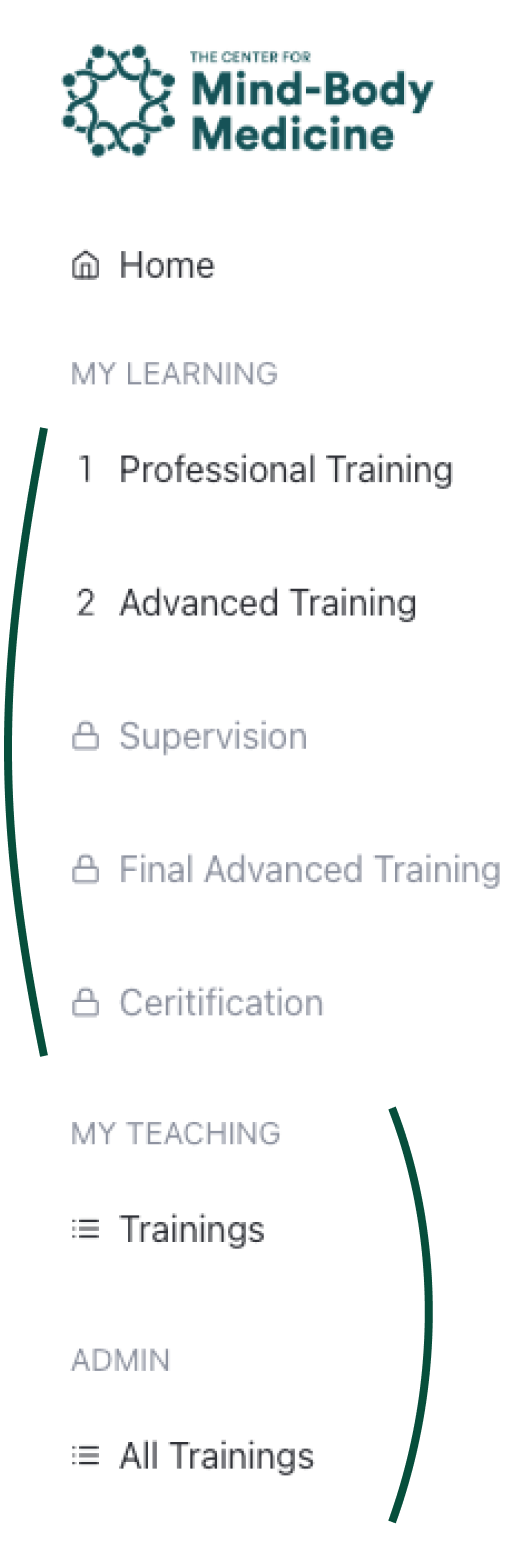 THE CENTER FOR
Mind-Body
Medicine
Home
MY LEARNING
1 Professional Training
2 Advanced Training
Supervision
Final Advanced Training
Ceritification
MY TEACHING
Trainings
ADMIN
All Trainings